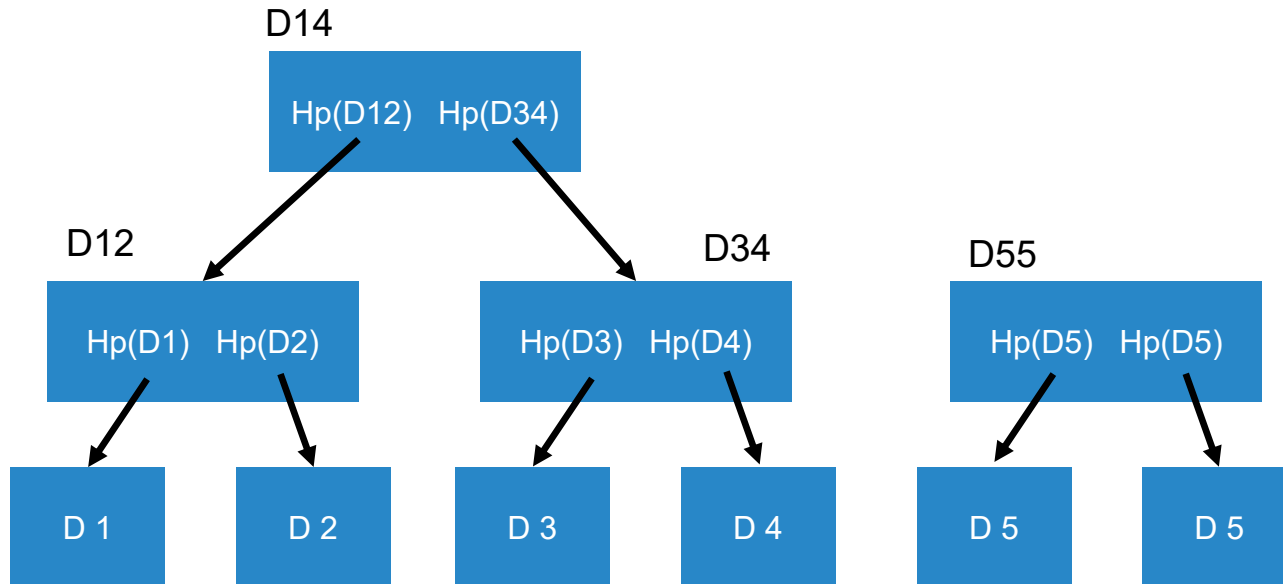 D14
Hp(D12) Hp(D34)
D12
D34
D55
Hp(D1) Hp(D2)
Hp(D3) Hp(D4)
Hp(D5) Hp(D5)
D 1
D 2
D 3
D 4
D 5
D 5